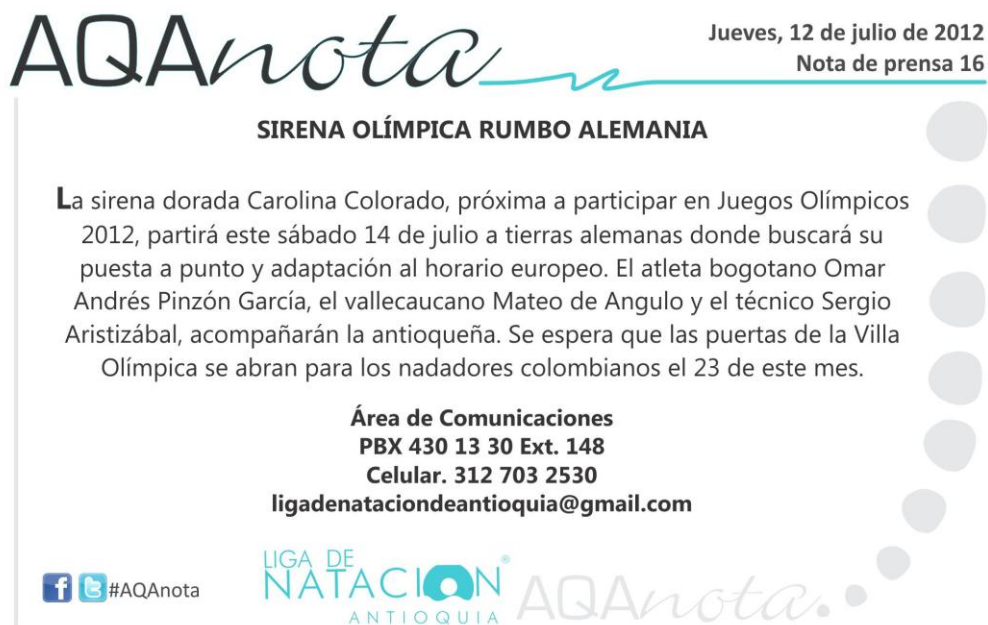 AQAnota
Jueves, 12 de julio de 2012
Nota de prensa 16
SIRENA OLÍMPICA RUMBO ALEMANIA
La sirena dorada Carolina Colorado, próxima a participar en Juegos Olímpicos
2012, partirá este sábado 14 de julio a tierras alemanas donde buscará su
puesta a punto y adaptación al horario europeo. El atleta bogotano Omar
Andrés Pinzón García, el vallecaucano Mateo de Angulo y el técnico Sergio
Aristizábal, acompañarán la antioqueña. Se espera que las puertas de la Villa
Olímpica se abran para los nadadores colombianos el 23 de este mes.
Área de Comunicaciones
PBX 430 13 30 Ext. 148
Celular. 312 703 2530
ligadenataciondeantioquia@gmail.com
#AQAnota
LIGA DE
NATACION®
ANTIOQUIA
AQAnota